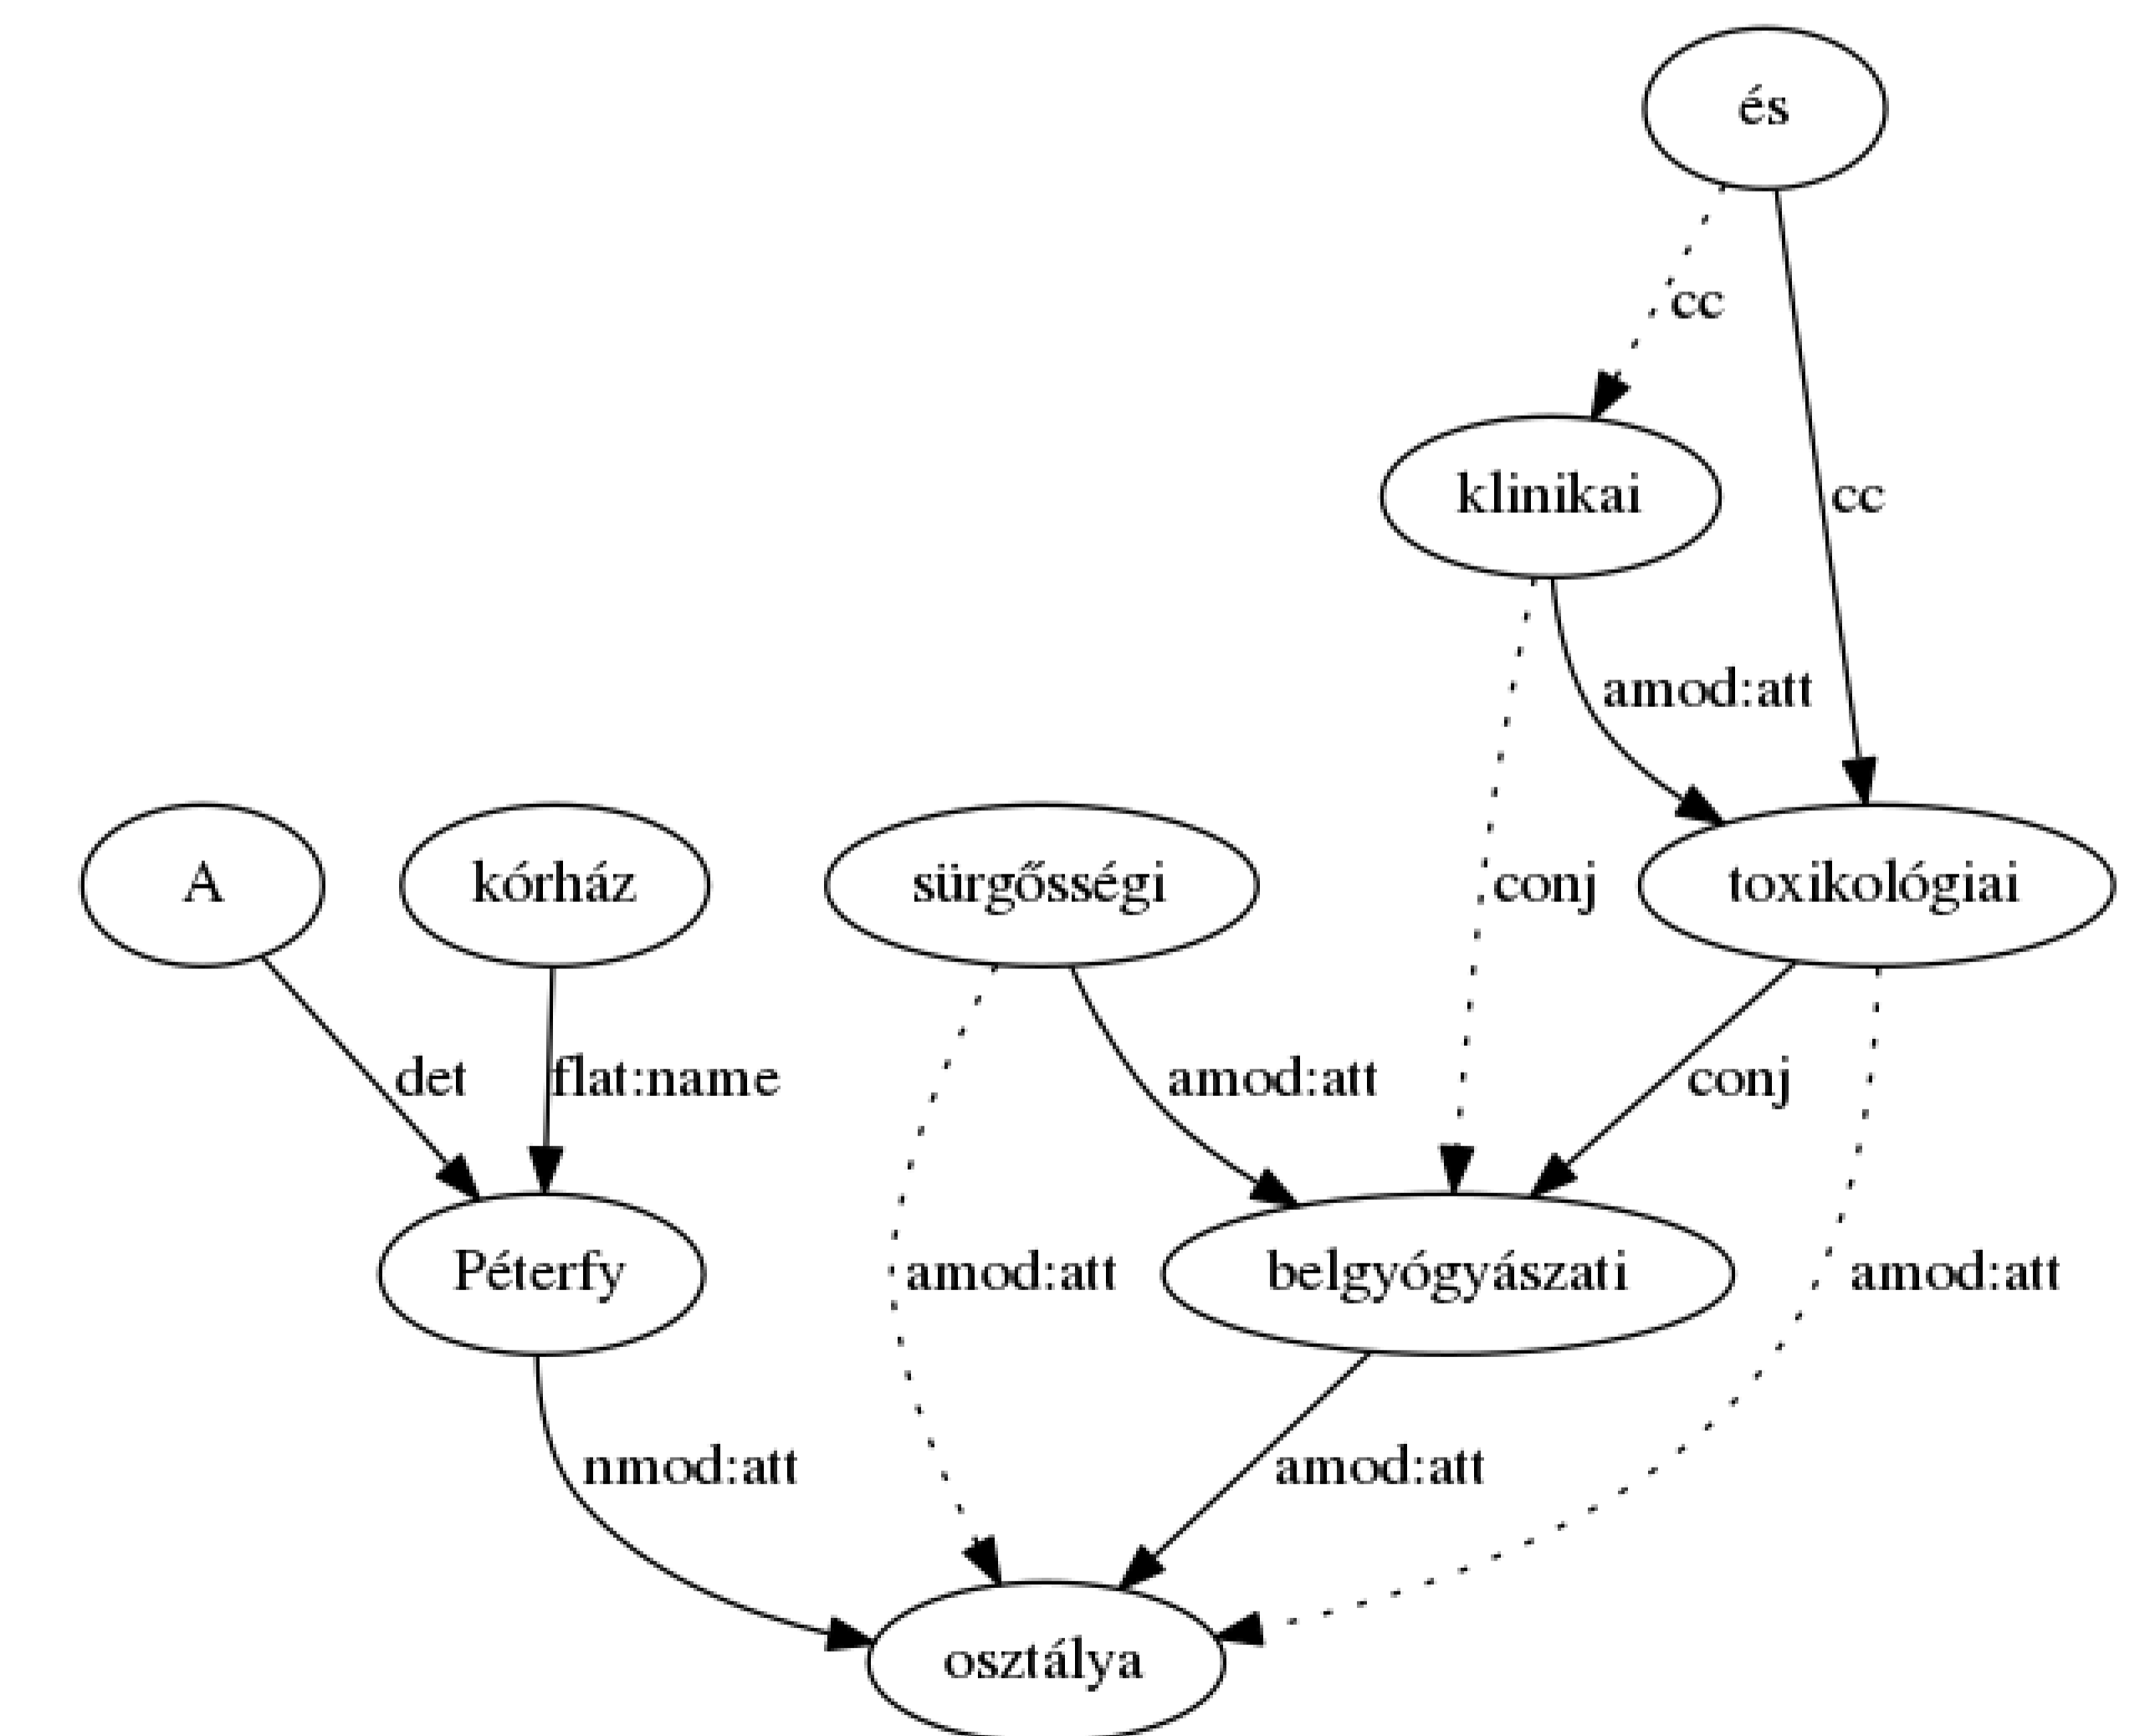 és
cc
klinikai
cc
amod:att
A
kórház
sürgősségi
conj
toxikológiai
det
flat:name
amod:att
conj
Péterfy
amod:att
belgyógyászati
amod:att
nmod:att
amod:att
osztálya